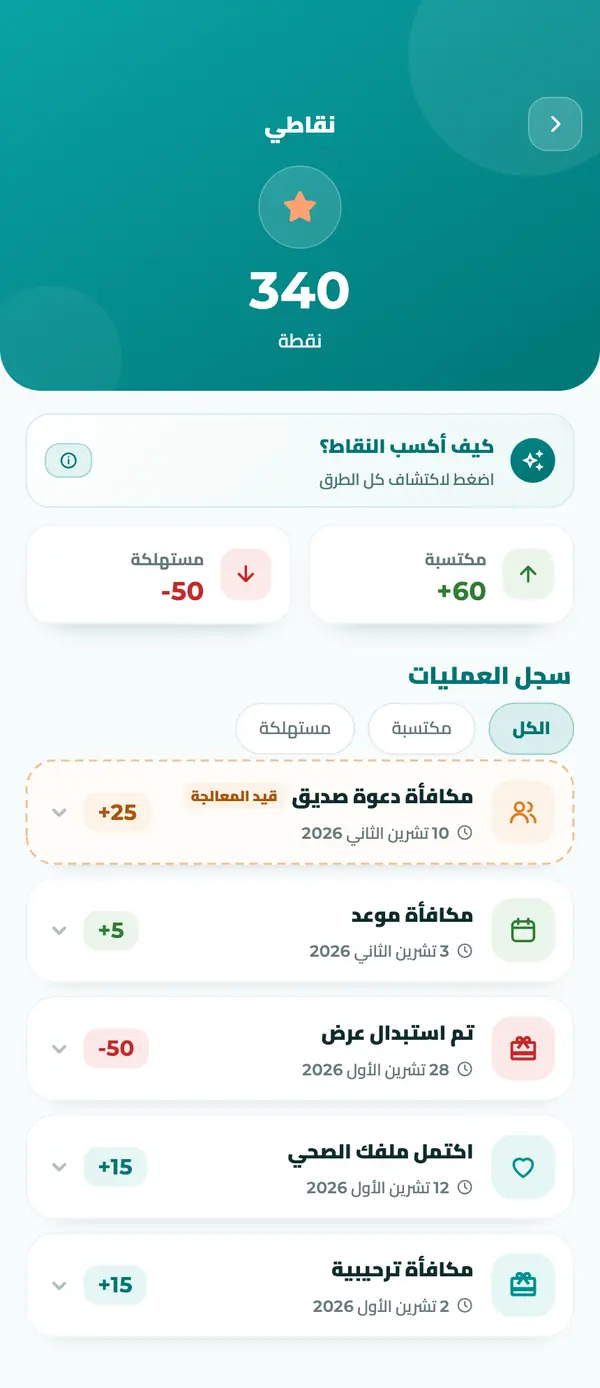 نقاطي
340
نقطة
كيف أكسب النقاط؟
اضغط لاكتشاف كل الطرق
مكتسبة
+60
مستهلكة
-50
سجل العمليات
الكل
مكتسبة
مستهلكة
مكافأة دعوة صديق قيد المعالجة
10 تشرين الثاني 2026
+25
مكافأة موعد
3 تشرين الثاني 2026
+5
تم استبدال عرض
28 تشرين الأول 2026
-50
اكتمل ملفك الصحي
12 تشرين الأول 2026
+15
مكافأة ترحيبية
2 تشرين الأول 2026
+15